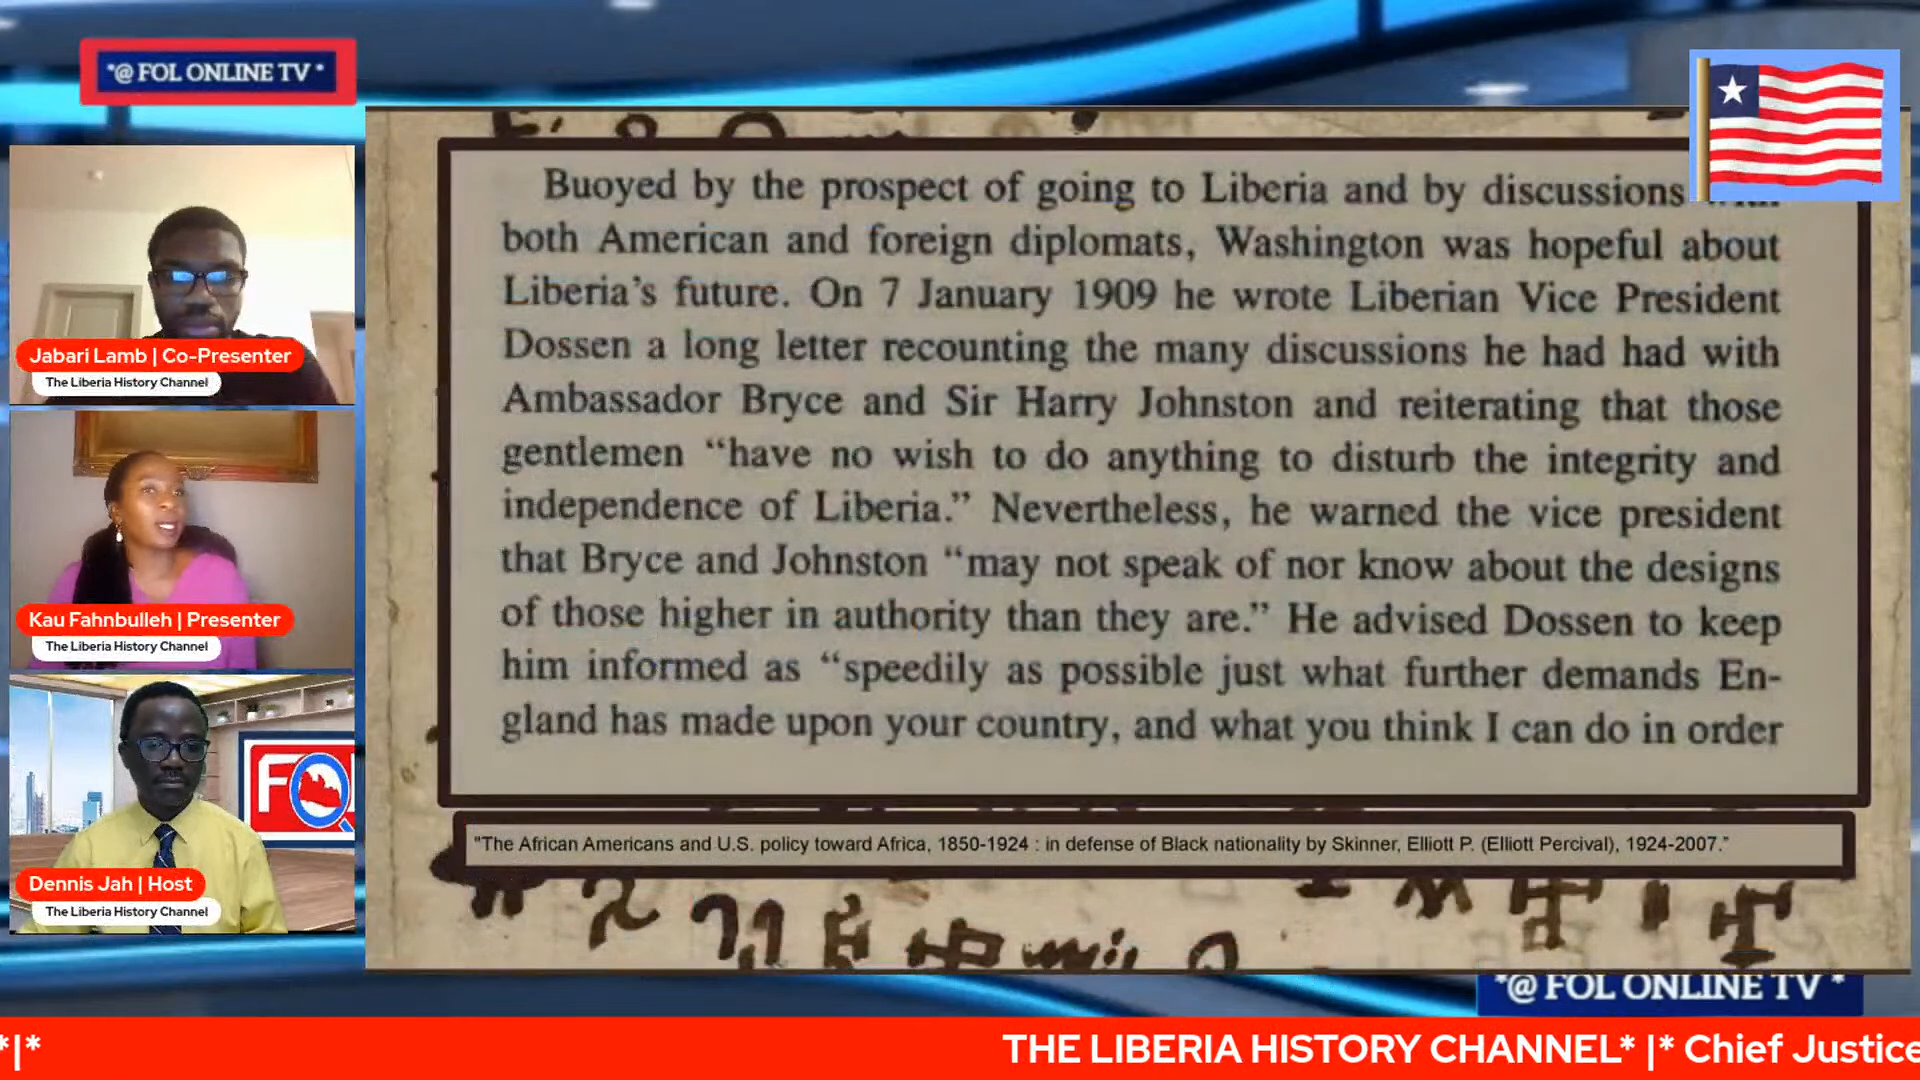 *@ FOL ONLINE TV *
Jabari Lamb | Co-Presenter
The Liberia History Channel
Kau Fahnbulleh | Presenter
The Liberia History Channel
FOL
Dennis Jah | Host
The Liberia History Channel
Buoyed by the prospect of going to Liberia and by discussions
both American and foreign diplomats, Washington was hopeful about
Liberia’s future. On 7 January 1909 he wrote Liberian Vice President
Dossen a long letter recounting the many discussions he had had with
Ambassador Bryce and Sir Harry Johnston and reiterating that those
gentlemen “have no wish to do anything to disturb the integrity and
independence of Liberia.” Nevertheless, he warned the vice president
that Bryce and Johnston “may not speak of nor know about the designs
of those higher in authority than they are.” He advised Dossen to keep
him informed as “speedily as possible just what further demands En-
gland has made upon your country, and what you think I can do in order
"The African Americans and U.S. policy toward Africa, 1850-1924 : in defense of Black nationality by Skinner, Elliott P. (Elliott Percival), 1924-2007."
*@ FOL ONLINE TV *
*|*
THE LIBERIA HISTORY CHANNEL* |* Chief Justice